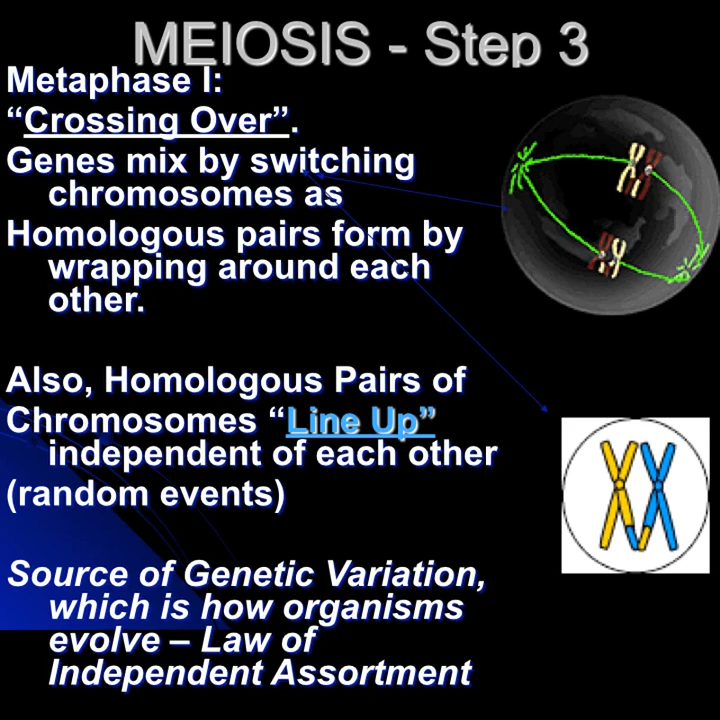 MEIOSIS - Step 3
Metaphase I:
“Crossing Over”.
Genes mix by switching
chromosomes as
Homologous pairs form by
wrapping around each
other.
Also, Homologous Pairs of
Chromosomes “Line Up”
independent of each other
(random events)
Source of Genetic Variation,
which is how organisms
evolve – Law of
Independent Assortment